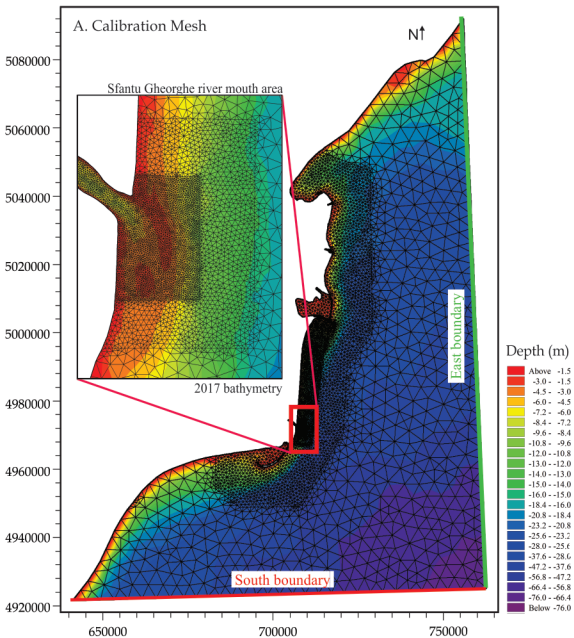 A. Calibration Mesh
N
Sfantu Gheorghe river mouth area
2017 bathymetry
5080000
5060000
5040000
5020000
5000000
4980000
4960000
4940000
4920000
650000
700000
750000
East boundary
South boundary
Depth (m)
Above -1.5
-3.0 - -1.5
-4.5 - -3.0
-6.0 - -4.5
-7.2 - -6.0
-8.4 - -7.2
-9.6 - -8.4
-10.8 - -9.6
-12.0 - -10.8
-13.0 - -12.0
-14.0 - -13.0
-15.0 - -14.0
-16.0 - -15.0
-18.4 - -16.0
-20.8 - -18.4
-23.2 - -20.8
-25.6 - -23.2
-28.0 - -25.6
-37.6 - -28.0
-47.2 - -37.6
-56.8 - -47.2
-66.4 - -56.8
-76.0 - -66.4
Below -76.0